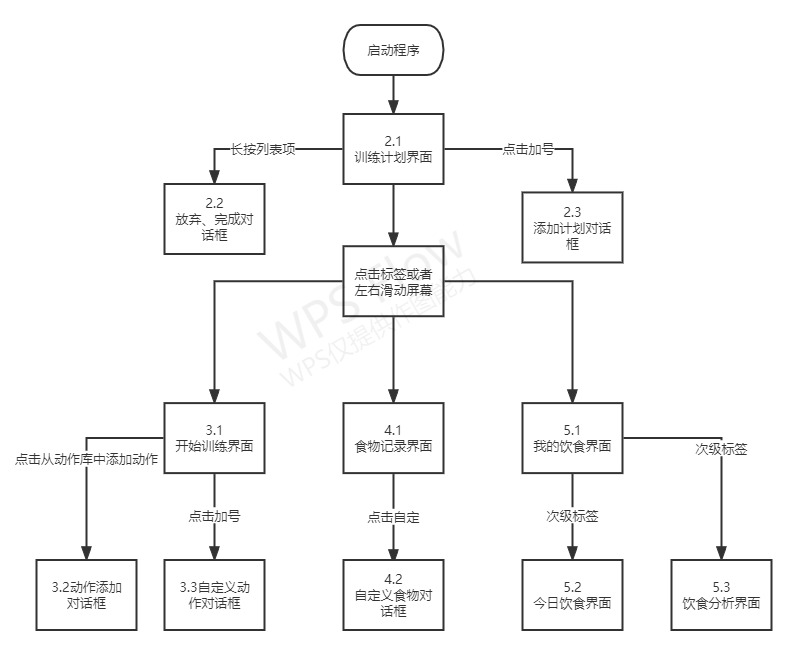 启动程序
2.1
训练计划界面
长按列表项
点击加号
2.2
放弃、完成对
话框
2.3
添加计划对话
框
点击标签或者
左右滑动屏幕
WPS Flow
WPS仅提供作图能力
3.1
开始训练界面
4.1
食物记录界面
5.1
我的饮食界面
点击从动作库中添加动作
次级标签
点击加号
点击自定
次级标签
3.2动作添加
对话框
3.3自定义动
作对话框
4.2
自定义食物对
话框
5.2
今日饮食界面
5.3
饮食分析界面